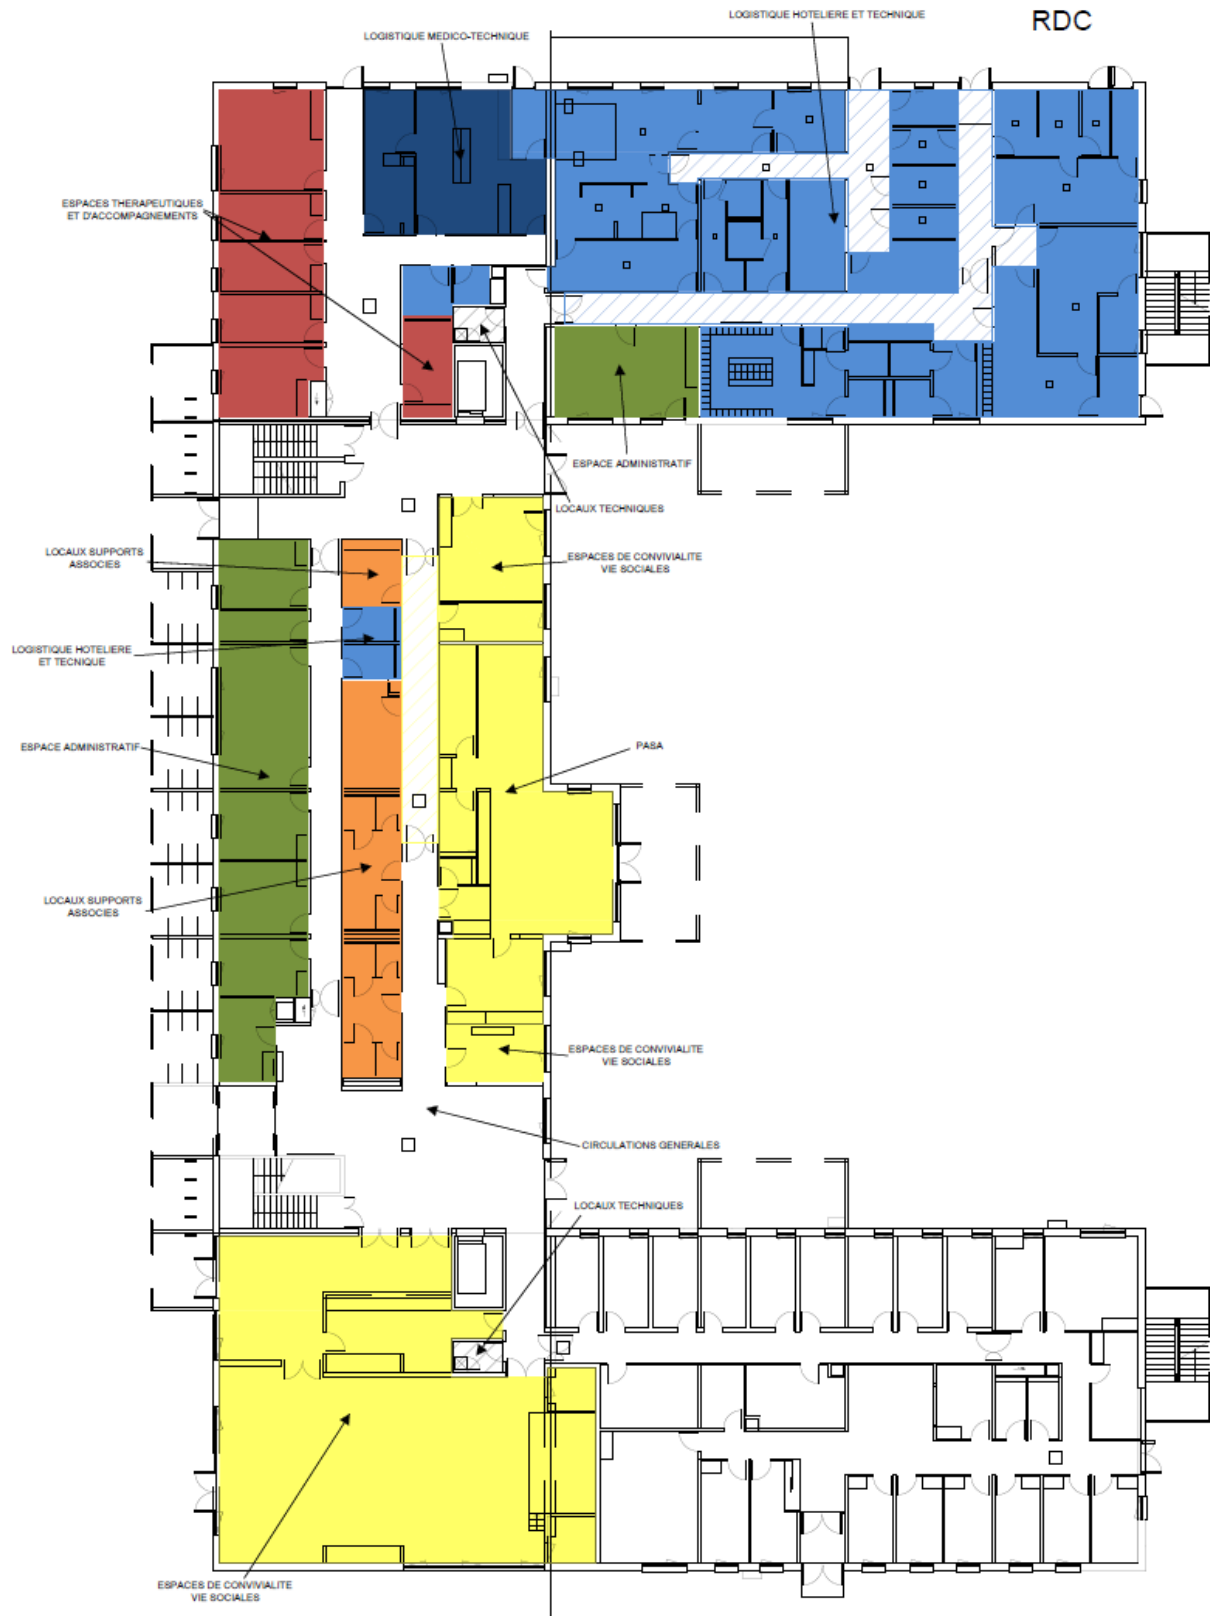 RDC
LOGISTIQUE HOTELIERE ET TECHNIQUE
LOGISTIQUE MEDICO-TECHNIQUE
ESPACES THERAPEUTIQUES
ET D'ACCOMPAGNEMENTS
ESPACE ADMINISTRATIF
LOCAUX TECHNIQUES
LOCAUX SUPPORTS
ASSOCIES
ESPACES DE CONVIVIALITE
VIE SOCIALES
LOGISTIQUE HOTELIERE
ET TECNIQUE
ESPACE ADMINISTRATIF
PASA
LOCAUX SUPPORTS
ASSOCIES
ESPACES DE CONVIVIALITE
VIE SOCIALES
CIRCULATIONS GENERALES
LOCAUX TECHNIQUES
ESPACES DE CONVIVIALITE
VIE SOCIALES